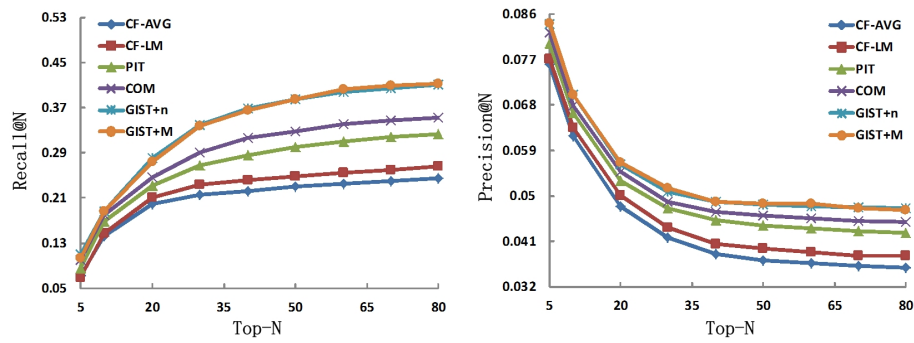 0.53
0.45
0.37
0.29
0.21
0.13
0.05
Recall@N
CF-AVG
CF-LM
PIT
COM
GIST+n
GIST+M
5 20 35 50 65 80
Top-N
0.086
0.077
0.068
0.059
0.05
0.041
0.032
Precision@N
CF-AVG
CF-LM
PIT
COM
GIST+n
GIST+M
5 20 35 50 65 80
Top-N